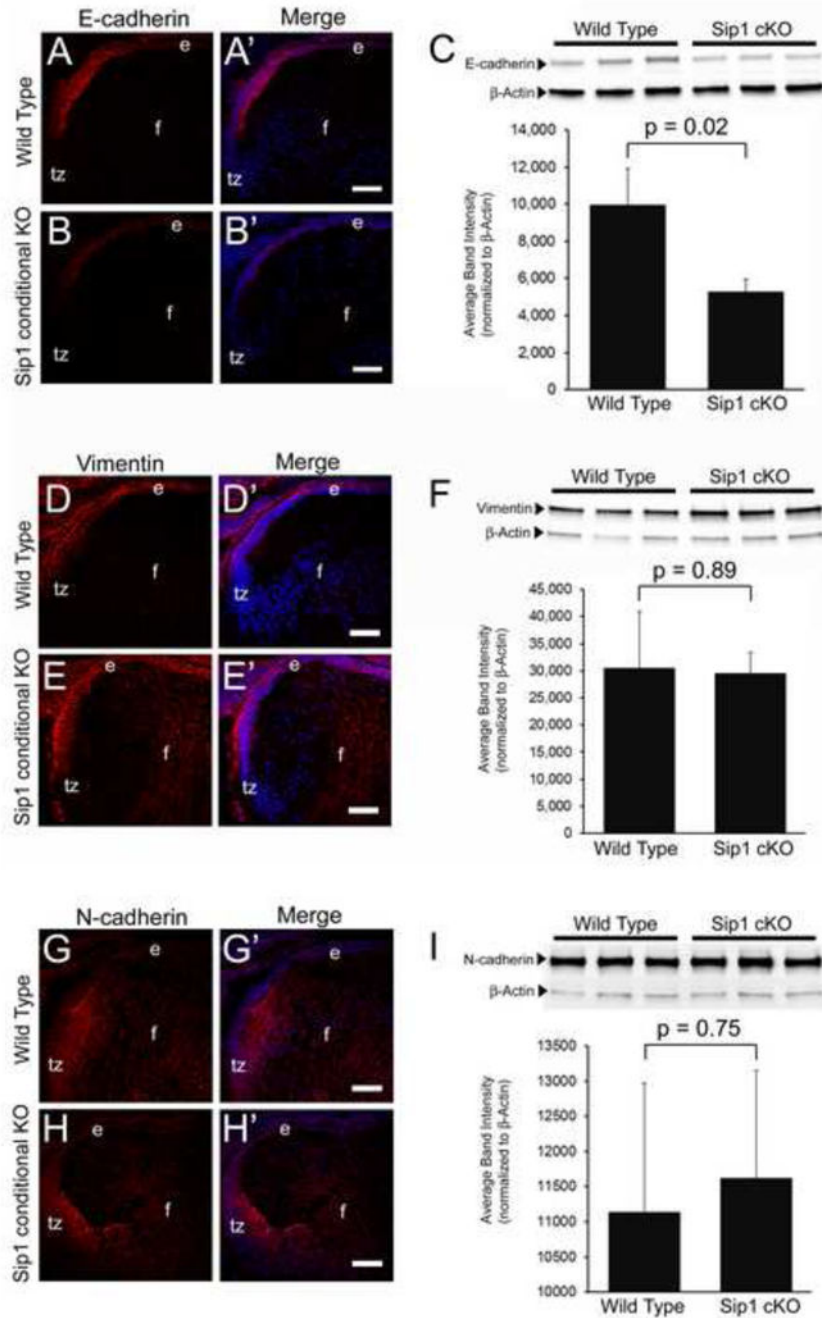 E-cadherin Merge
Wild Type
A e
f
tz
A' e
f
Sip1 conditional KO
B e
f
tz
B' e
f
tz
C
Wild Type Sip1 cKO
E-cadherin
β-Actin
p = 0.02
Average Band Intensity
(normalized to β-Actin)
14,000
12,000
10,000
8,000
6,000
4,000
2,000
0
Wild Type Sip1 cKO
Vimentin Merge
Wild Type
D e
f
tz
D' e
f
tz
Sip1 conditional KO
E e
f
tz
E' e
f
tz
F
Wild Type Sip1 cKO
Vimentin
β-Actin
p = 0.89
Average Band Intensity
(normalized to β-Actin)
45,000
40,000
35,000
30,000
25,000
20,000
15,000
10,000
5,000
0
Wild Type Sip1 cKO
N-cadherin Merge
Wild Type
G e
f
tz
G' e
f
tz
Sip1 conditional KO
H e
f
tz
H' e
f
tz
I
Wild Type Sip1 cKO
N-cadherin
β-Actin
p = 0.75
Average Band Intensity
(normalized to β-Actin)
13500
13000
12500
12000
11500
11000
10500
10000
Wild Type Sip1 cKO